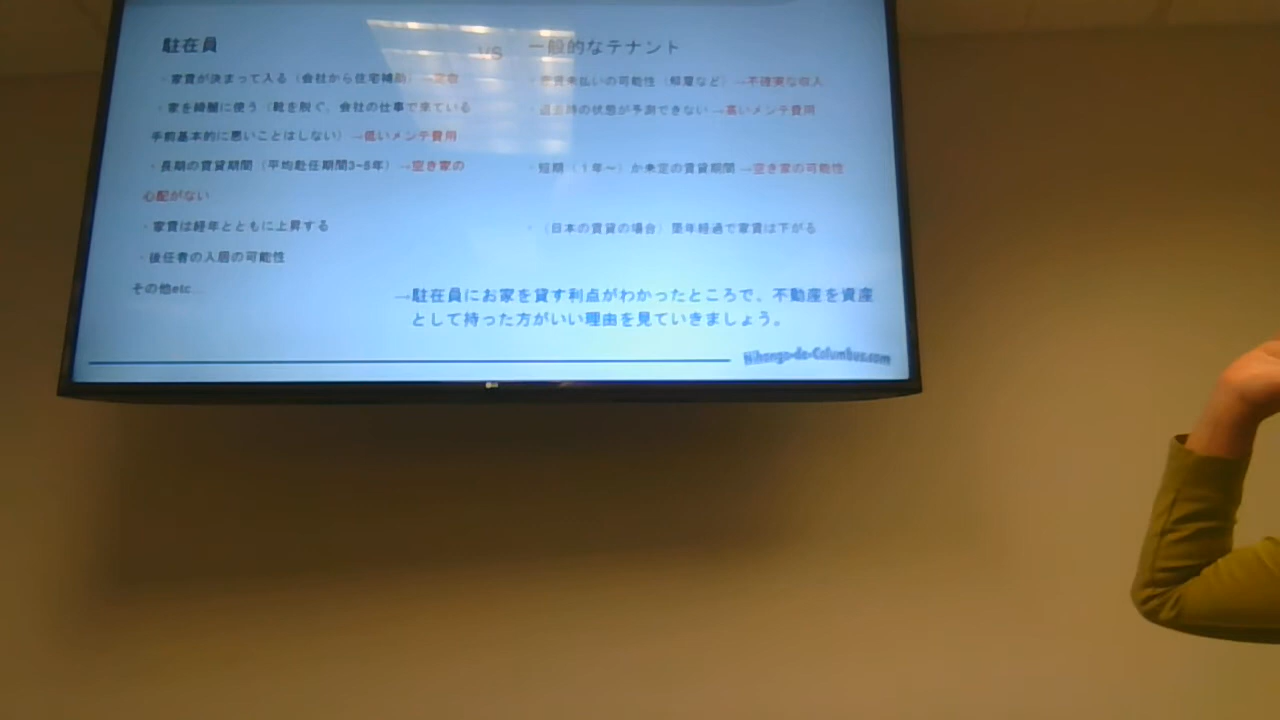 駐在員
VS
一般的なテナント
・家賃が決まって入る（会社から住宅補助）→定収
・家を綺麗に使う（靴を脱ぐ、会社の仕事で来ている
手前基本的に悪いことはしない）→低いメンテ費用
・長期の賃貸期間（平均赴任期間3~5年）→空き家の
心配がない
・家賃は経年とともに上昇する
・後任者の入居の可能性
その他etc...
・家賃未払いの可能性（解雇など）→不確実な収入
・退去時の状態が予測できない→高いメンテ費用
・短期（1年～）か未定の賃貸期間→空き家の可能性
・（日本の賃貸の場合）築年経過で家賃は下がる
→駐在員にお家を貸す利点がわかったところで、不動産を資産
として持った方がいい理由を見ていきましょう。
Nihongo-de-Columbus.com
LG